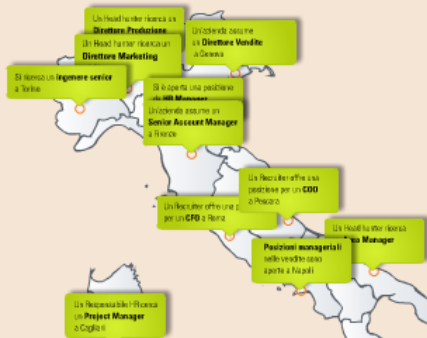 Un Head hunter ricerca un
Direttore Produzione
Un Head hunter ricerca un
Direttore Marketing
Un'azienda assume
un Direttore Vendite
a Genova
Si ricerca un ingenere senior
a Torino
Si è aperta una posizione
HR Manager
Un'azienda assume un
Senior Account Manager
a Firenze
Un Recruiter offre una
posizione per un COO
a Pescara
Un Recruiter offre una
per un CFO a Roma
Un Head hunter ricerca
Area Manager
Posizioni manageriali
nelle vendite sono
aperte a Napoli
Un Responsabile HR ricerca
un Project Manager
a Cagliari